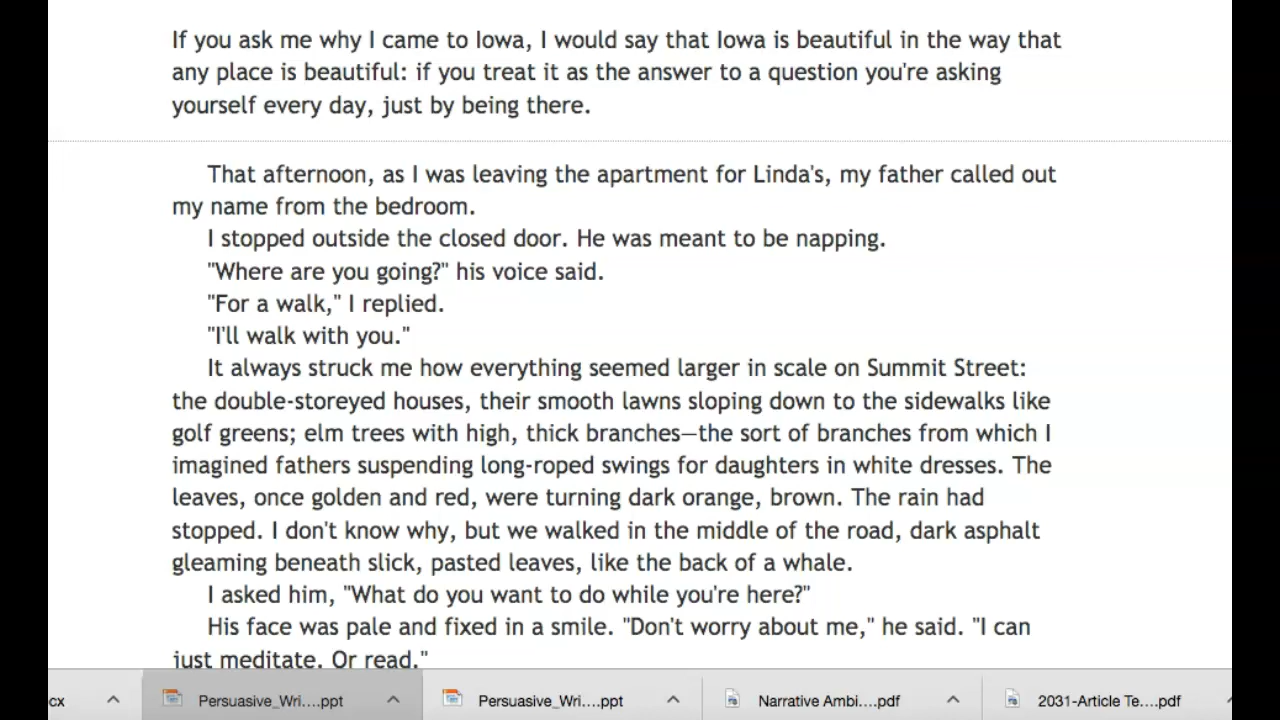 If you ask me why I came to Iowa, I would say that Iowa is beautiful in the way that
any place is beautiful: if you treat it as the answer to a question you're asking
yourself every day, just by being there.
That afternoon, as I was leaving the apartment for Linda's, my father called out
my name from the bedroom.
I stopped outside the closed door. He was meant to be napping.
"Where are you going?" his voice said.
"For a walk," I replied.
"I'll walk with you."
It always struck me how everything seemed larger in scale on Summit Street:
the double-storeyed houses, their smooth lawns sloping down to the sidewalks like
golf greens; elm trees with high, thick branches—the sort of branches from which I
imagined fathers suspending long-roped swings for daughters in white dresses. The
leaves, once golden and red, were turning dark orange, brown. The rain had
stopped. I don't know why, but we walked in the middle of the road, dark asphalt
gleaming beneath slick, pasted leaves, like the back of a whale.
I asked him, "What do you want to do while you're here?"
His face was pale and fixed in a smile. "Don't worry about me," he said. "I can
just meditate. Or read."
cx Persuasive_Wri....ppt Persuasive_Wri....ppt Narrative Ambi....pdf 2031-Article Te....pdf